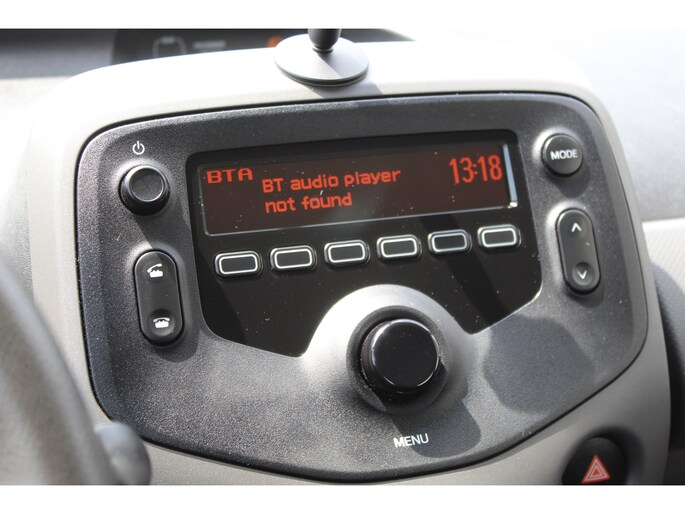 BTA
BT audio player
not found
13:18
MODE
MENU